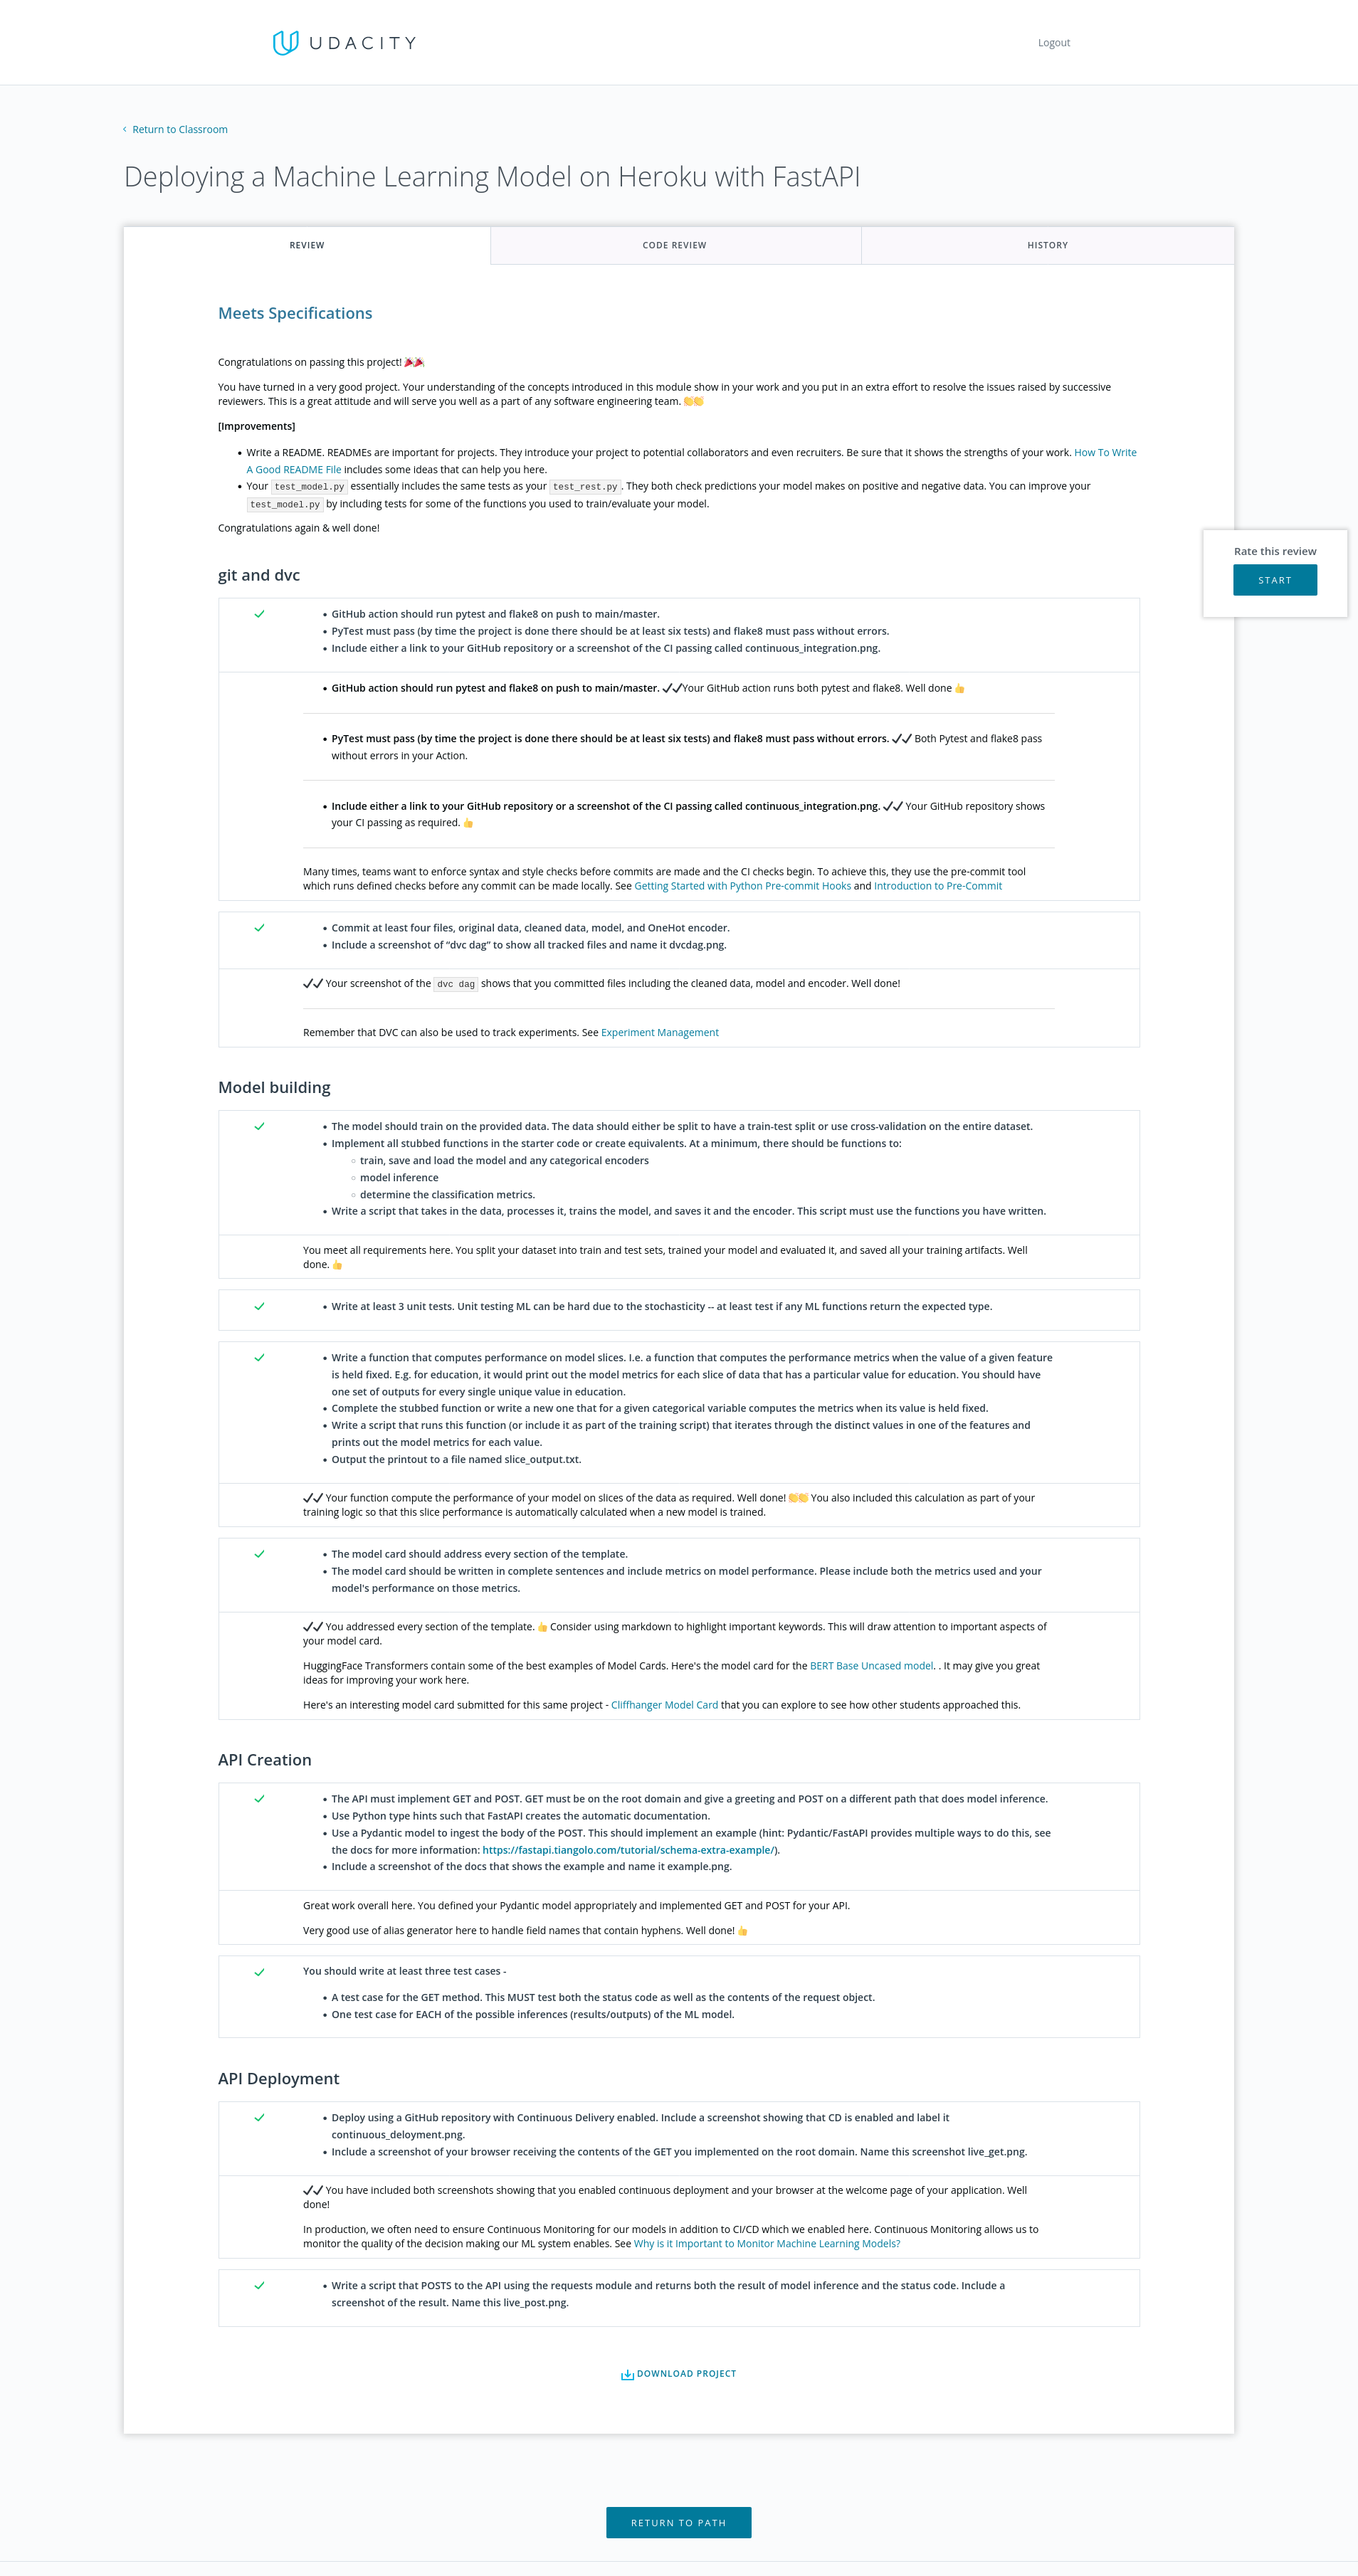 UDACITY
Logout
Return to Classroom
Deploying a Machine Learning Model on Heroku with FastAPI
REVIEW
CODE REVIEW
HISTORY
Meets Specifications
Congratulations on passing this project! 🎉🎉
You have turned in a very good project. Your understanding of the concepts introduced in this module show in your work and you put in an extra effort to resolve the issues raised by successive
reviewers. This is a great attitude and will serve you well as a part of any software engineering team. 👏👏
[Improvements]
• Write a README. READMEs are important for projects. They introduce your project to potential collaborators and even recruiters. Be sure that it shows the strengths of your work. How To Write
A Good README File includes some ideas that can help you here.
• Your test_model.py essentially includes the same tests as your test_rest.py. They both check predictions your model makes on positive and negative data. You can improve your
test_model.py by including tests for some of the functions you used to train/evaluate your model.
Congratulations again & well done!
Rate this review
START
git and dvc
• GitHub action should run pytest and flake8 on push to main/master.
• PyTest must pass (by time the project is done there should be at least six tests) and flake8 must pass without errors.
• Include either a link to your GitHub repository or a screenshot of the CI passing called continuous_integration.png.
• GitHub action should run pytest and flake8 on push to main/master. ✔✔Your GitHub action runs both pytest and flake8. Well done 👍
• PyTest must pass (by time the project is done there should be at least six tests) and flake8 must pass without errors. ✔✔ Both Pytest and flake8 pass
without errors in your Action.
• Include either a link to your GitHub repository or a screenshot of the CI passing called continuous_integration.png. ✔✔ Your GitHub repository shows
your CI passing as required. 👍
Many times, teams want to enforce syntax and style checks before commits are made and the CI checks begin. To achieve this, they use the pre-commit tool
which runs defined checks before any commit can be made locally. See Getting Started with Python Pre-commit Hooks and Introduction to Pre-Commit
• Commit at least four files, original data, cleaned data, model, and OneHot encoder.
• Include a screenshot of “dvc dag” to show all tracked files and name it dvcdag.png.
✔✔ Your screenshot of the dvc dag shows that you committed files including the cleaned data, model and encoder. Well done!
Remember that DVC can also be used to track experiments. See Experiment Management
Model building
• The model should train on the provided data. The data should either be split to have a train-test split or use cross-validation on the entire dataset.
• Implement all stubbed functions in the starter code or create equivalents. At a minimum, there should be functions to:
◦ train, save and load the model and any categorical encoders
◦ model inference
◦ determine the classification metrics.
• Write a script that takes in the data, processes it, trains the model, and saves it and the encoder. This script must use the functions you have written.
You meet all requirements here. You split your dataset into train and test sets, trained your model and evaluated it, and saved all your training artifacts. Well
done. 👍
• Write at least 3 unit tests. Unit testing ML can be hard due to the stochasticity -- at least test if any ML functions return the expected type.
• Write a function that computes performance on model slices. I.e. a function that computes the performance metrics when the value of a given feature
is held fixed. E.g. for education, it would print out the model metrics for each slice of data that has a particular value for education. You should have
one set of outputs for every single unique value in education.
• Complete the stubbed function or write a new one that for a given categorical variable computes the metrics when its value is held fixed.
• Write a script that runs this function (or include it as part of the training script) that iterates through the distinct values in one of the features and
prints out the model metrics for each value.
• Output the printout to a file named slice_output.txt.
✔✔ Your function compute the performance of your model on slices of the data as required. Well done! 👏👏 You also included this calculation as part of your
training logic so that this slice performance is automatically calculated when a new model is trained.
• The model card should address every section of the template.
• The model card should be written in complete sentences and include metrics on model performance. Please include both the metrics used and your
model's performance on those metrics.
✔✔ You addressed every section of the template. 👍 Consider using markdown to highlight important keywords. This will draw attention to important aspects of
your model card.
HuggingFace Transformers contain some of the best examples of Model Cards. Here's the model card for the BERT Base Uncased model. . It may give you great
ideas for improving your work here.
Here's an interesting model card submitted for this same project - Cliffhanger Model Card that you can explore to see how other students approached this.
API Creation
• The API must implement GET and POST. GET must be on the root domain and give a greeting and POST on a different path that does model inference.
• Use Python type hints such that FastAPI creates the automatic documentation.
• Use a Pydantic model to ingest the body of the POST. This should implement an example (hint: Pydantic/FastAPI provides multiple ways to do this, see
the docs for more information: https://fastapi.tiangolo.com/tutorial/schema-extra-example/).
• Include a screenshot of the docs that shows the example and name it example.png.
Great work overall here. You defined your Pydantic model appropriately and implemented GET and POST for your API.
Very good use of alias generator here to handle field names that contain hyphens. Well done! 👍
You should write at least three test cases -
• A test case for the GET method. This MUST test both the status code as well as the contents of the request object.
• One test case for EACH of the possible inferences (results/outputs) of the ML model.
API Deployment
• Deploy using a GitHub repository with Continuous Delivery enabled. Include a screenshot showing that CD is enabled and label it
continuous_deloyment.png.
• Include a screenshot of your browser receiving the contents of the GET you implemented on the root domain. Name this screenshot live_get.png.
✔✔ You have included both screenshots showing that you enabled continuous deployment and your browser at the welcome page of your application. Well
done!
In production, we often need to ensure Continuous Monitoring for our models in addition to CI/CD which we enabled here. Continuous Monitoring allows us to
monitor the quality of the decision making our ML system enables. See Why is it Important to Monitor Machine Learning Models?
• Write a script that POSTS to the API using the requests module and returns both the result of model inference and the status code. Include a
screenshot of the result. Name this live_post.png.
DOWNLOAD PROJECT
RETURN TO PATH